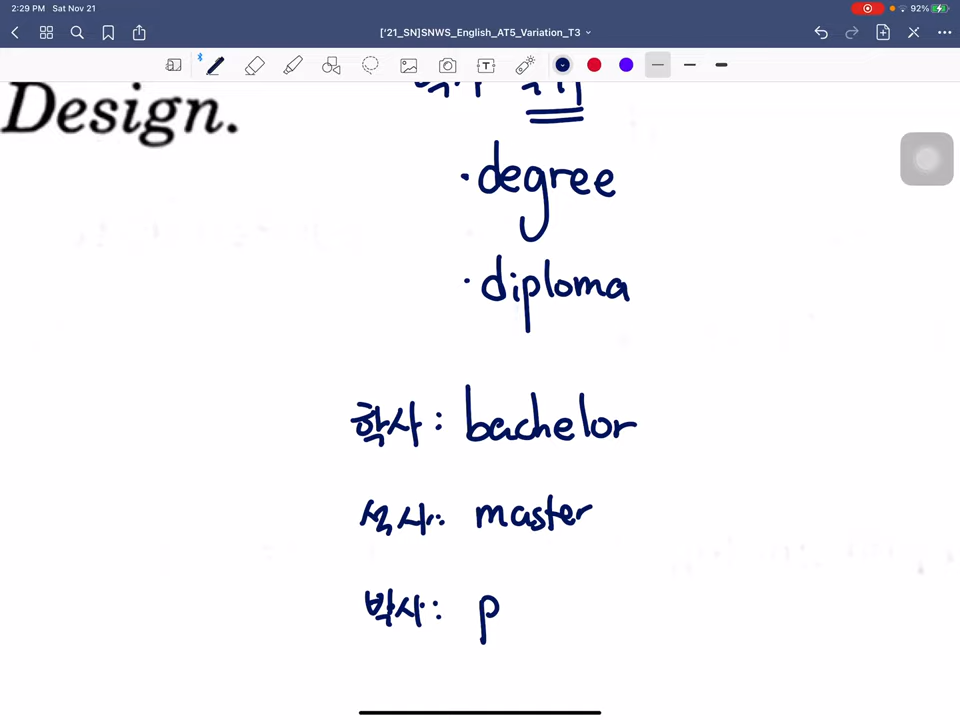 2:29 PM Sat Nov 21
92%
['21_SN]SNWS_English_AT5_Variation_T3
T
Design.
·degree
·diploma
학사: bachelor
석사: master
박사: p